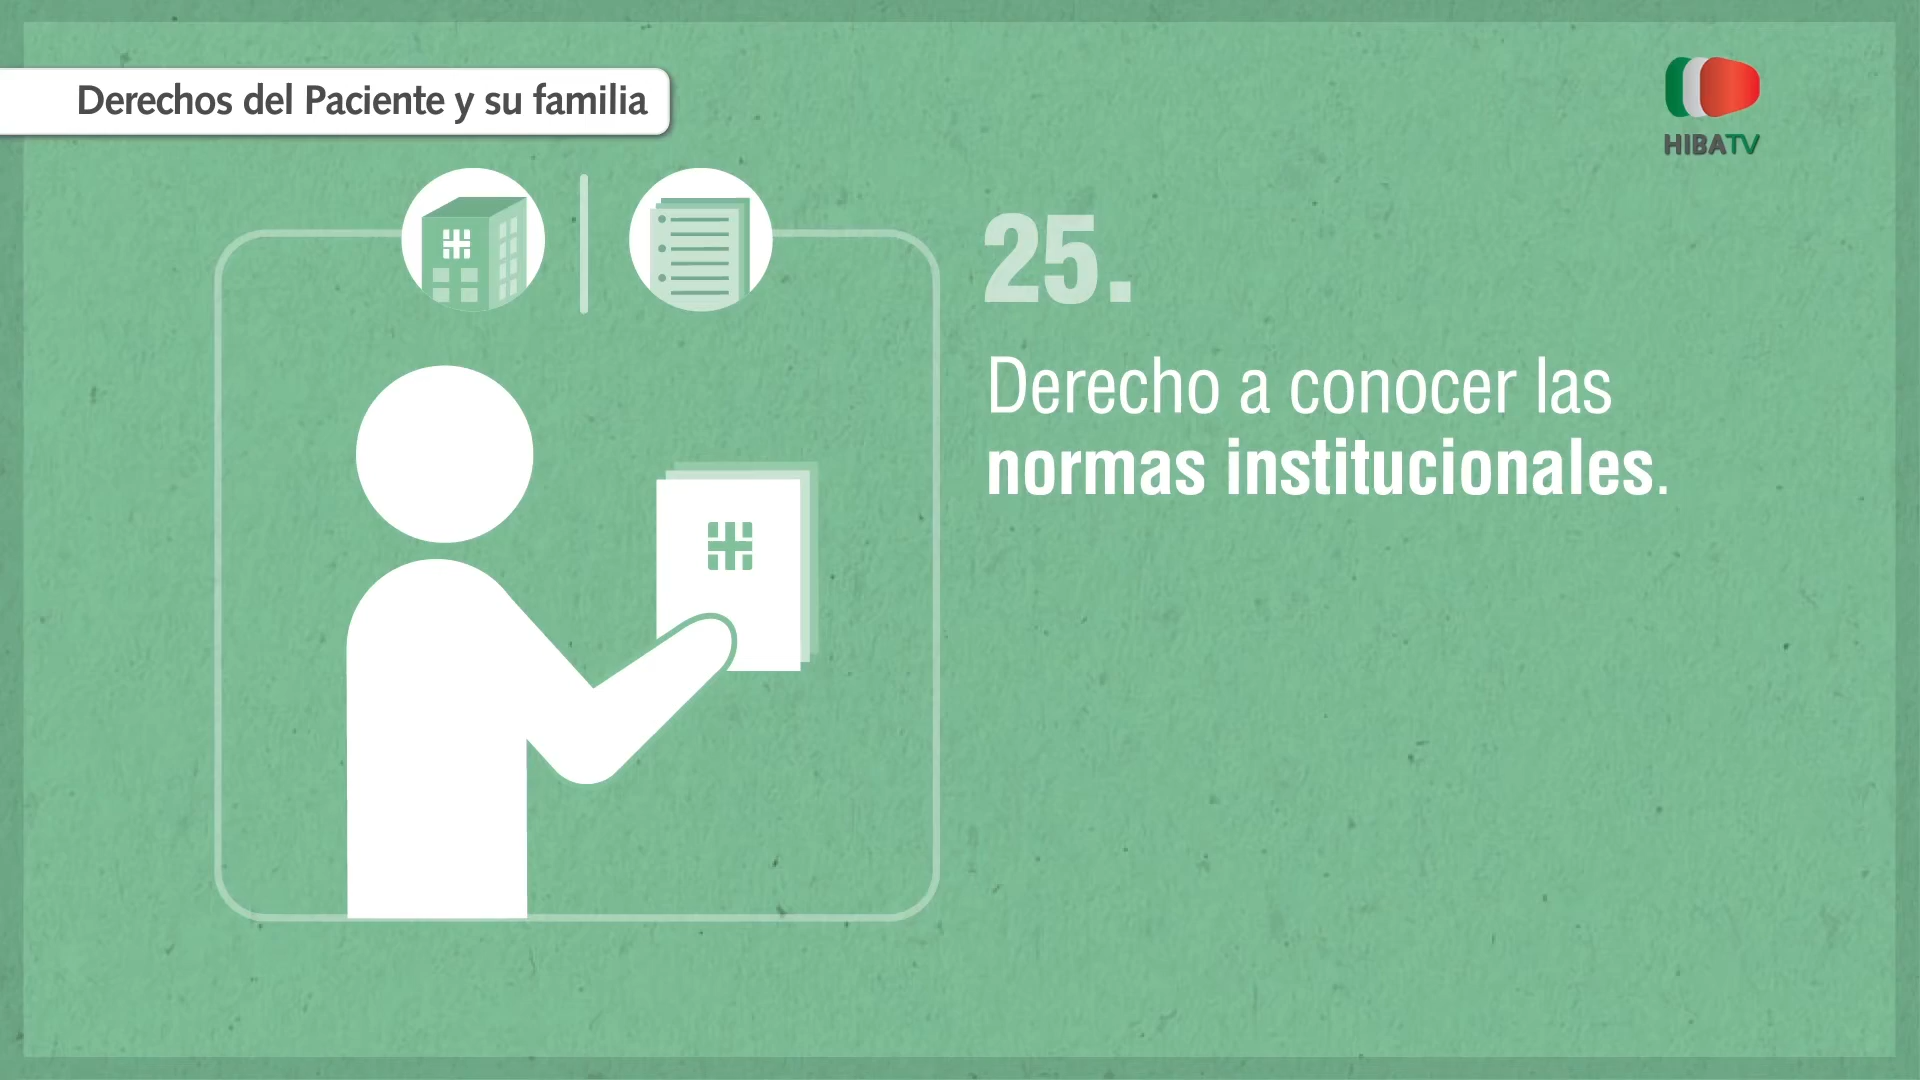 Derechos del Paciente y su familia
HIBATV
25.
Derecho a conocer las
normas institucionales.